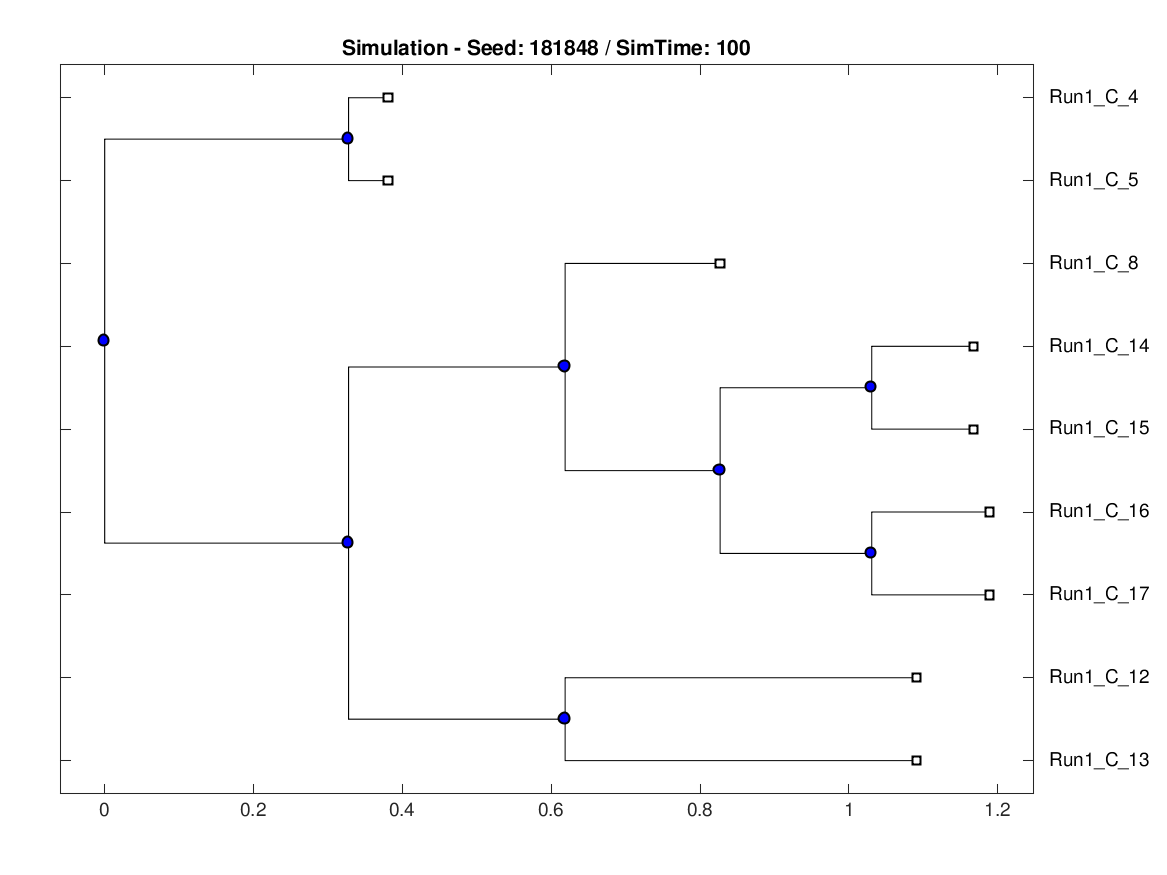 Simulation - Seed: 181848 / SimTime: 100
Run1_C_4
Run1_C_5
Run1_C_8
Run1_C_14
Run1_C_15
Run1_C_16
Run1_C_17
Run1_C_12
Run1_C_13
0 0.2 0.4 0.6 0.8 1 1.2